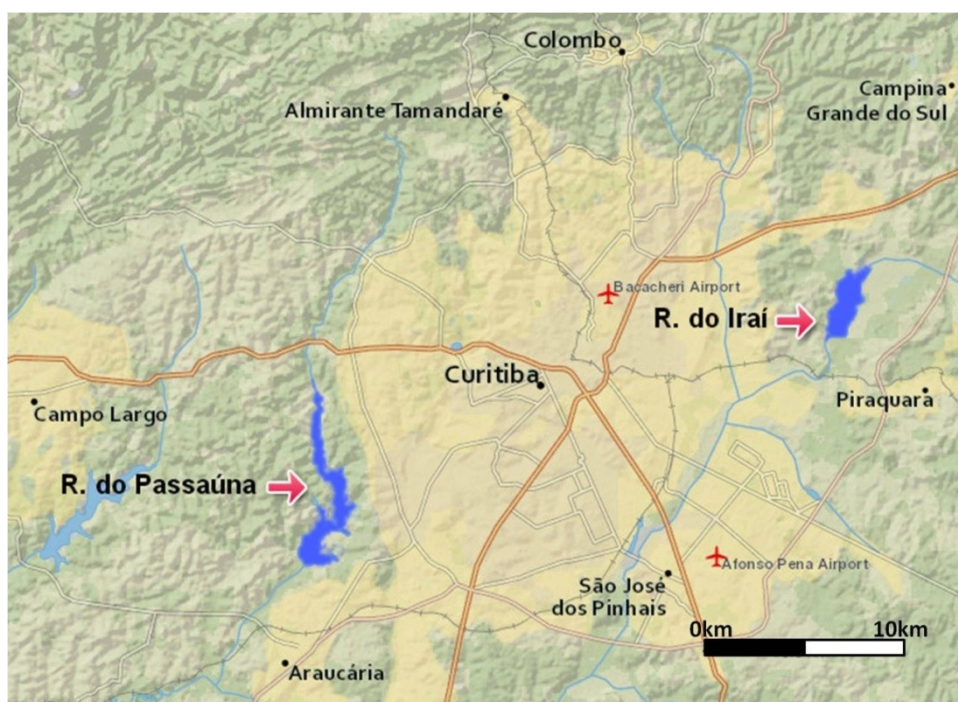 Colombo
Campina
Grande do Sul
Almirante Tamandaré
Bacacheri Airport
R. do Iraí
Curitiba
Piraquara
Campo Largo
R. do Passaúna
Afonso Pena Airport
São José
dos Pinhais
0km 10km
Araucária